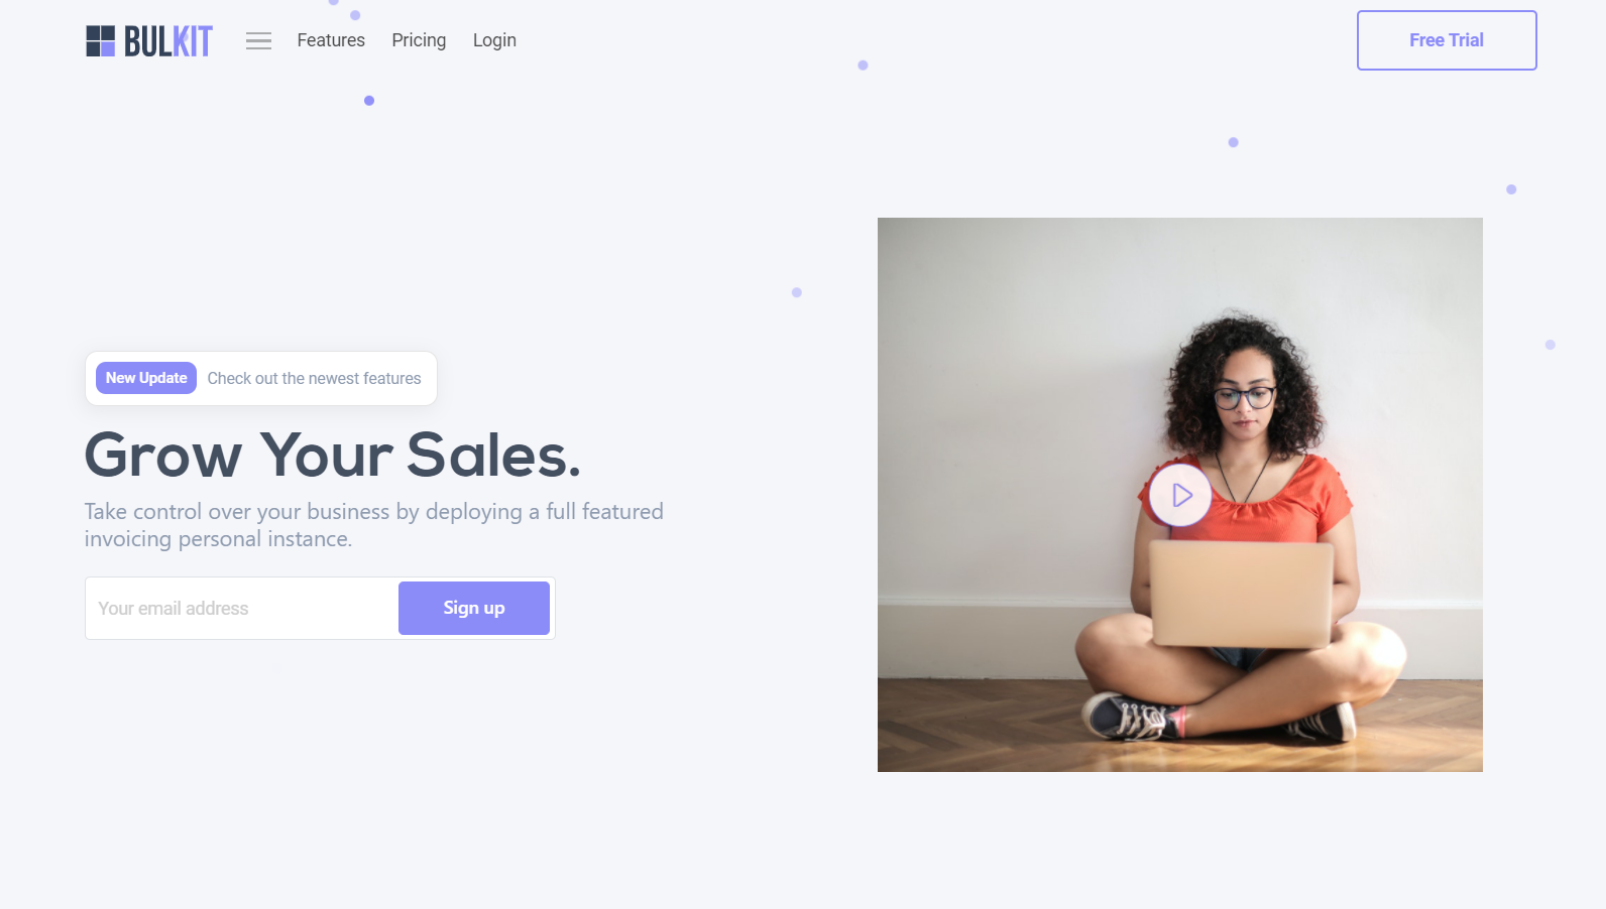 BULKIT
Features
Pricing
Login
Free Trial
New Update
Check out the newest features
Grow Your Sales.
Take control over your business by deploying a full featured
invoicing personal instance.
Your email address
Sign up